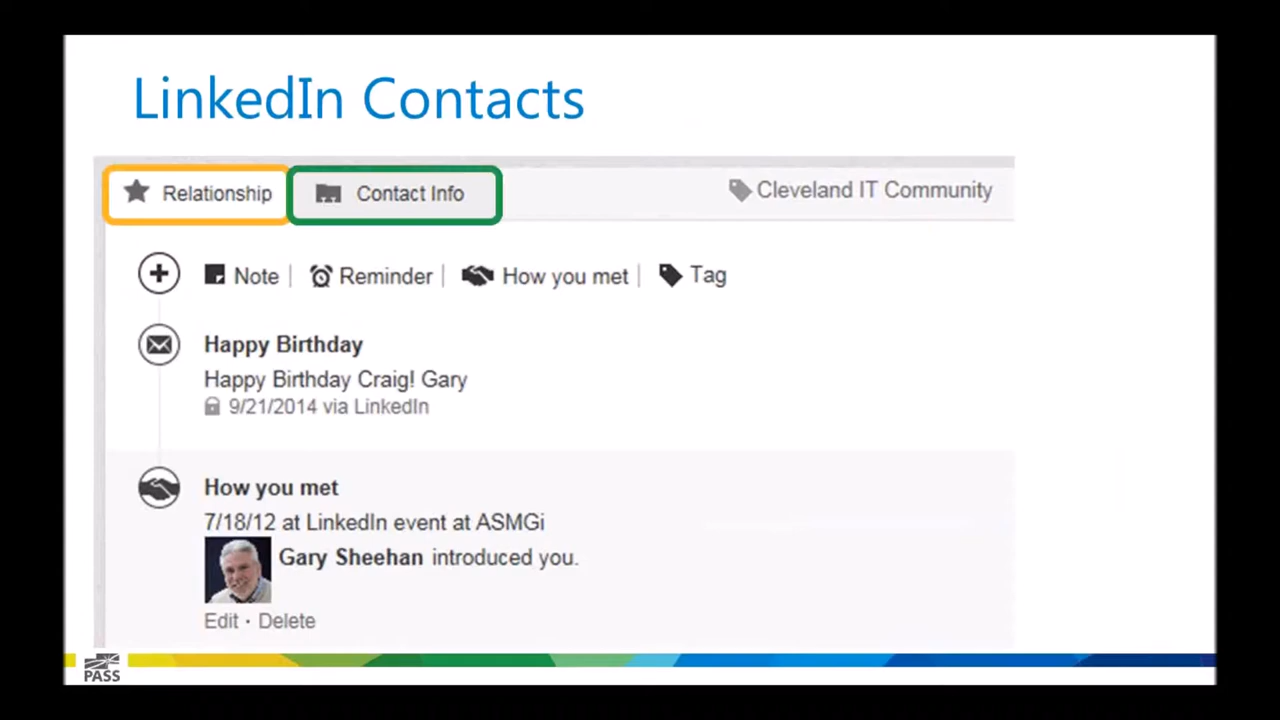 LinkedIn Contacts
Relationship Contact Info Cleveland IT Community
Note | Reminder | How you met | Tag
Happy Birthday
Happy Birthday Craig! Gary
9/21/2014 via LinkedIn
How you met
7/18/12 at LinkedIn event at ASMGi
Gary Sheehan introduced you.
Edit · Delete
PASS